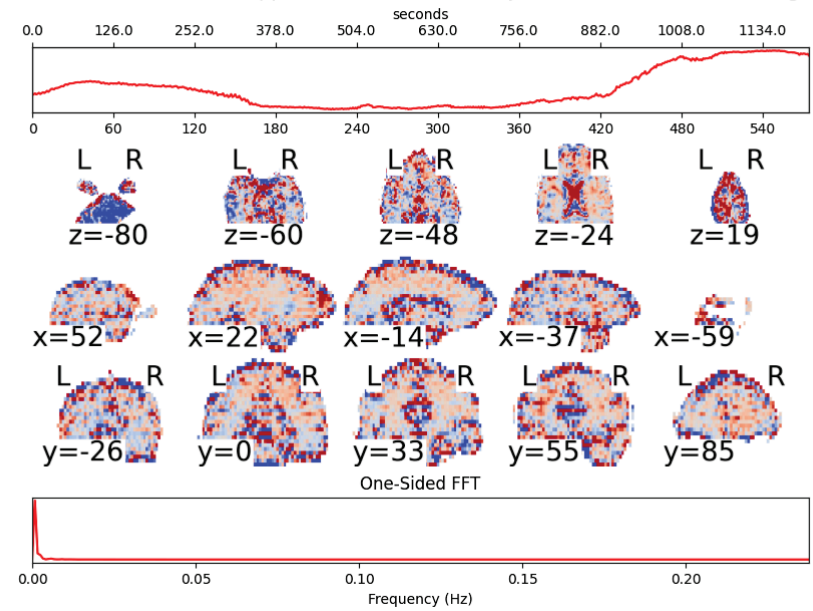 seconds
0.0 126.0 252.0 378.0 504.0 630.0 756.0 882.0 1008.0 1134.0
0 60 120 180 240 300 360 420 480 540
L R L R L R L R L R
z=-80 z=-60 z=-48 z=-24 z=19
x=52 x=22 x=-14 x=-37 x=-59
L R L R L R L R L R
y=-26 y=0 y=33 y=55 y=85
One-Sided FFT
0.00 0.05 0.10 0.15 0.20
Frequency (Hz)